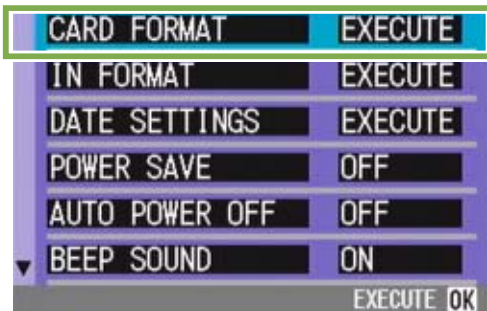 CARD FORMAT EXECUTE
IN FORMAT EXECUTE
DATE SETTINGS EXECUTE
POWER SAVE OFF
AUTO POWER OFF OFF
BEEP SOUND ON
EXECUTE OK